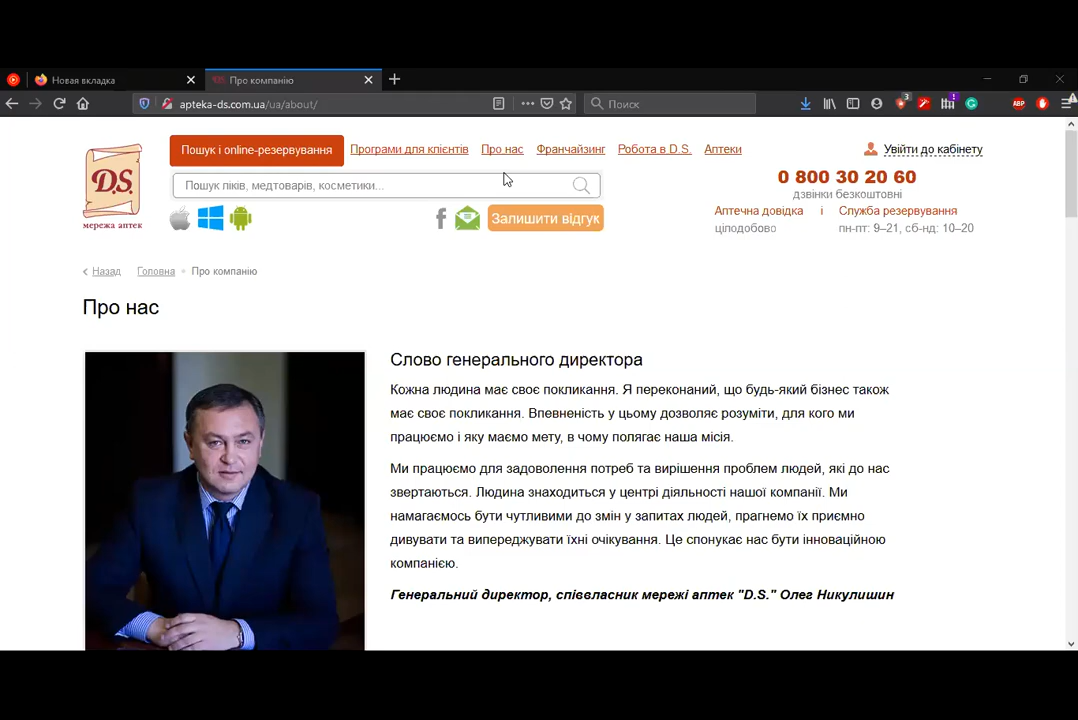 Новая вкладка
Про компанію
apteka-ds.com.ua/ua/about/
Поиск
3
1
ABP
D.S.
мережа аптек
Пошук і online-резервування
Програми для клієнтів
Про нас
Франчайзинг
Робота в D.S.
Аптеки
Увійти до кабінету
Пошук ліків, медтоварів, косметики...
0 800 30 20 60
дзвінки безкоштовні
Залишити відгук
Аптечна довідка і Служба резервування
цілодобово пн-пт: 9–21, сб-нд: 10–20
Назад Головна Про компанію
Про нас
Слово генерального директора
Кожна людина має своє покликання. Я переконаний, що будь-який бізнес також
має своє покликання. Впевненість у цьому дозволяє розуміти, для кого ми
працюємо і яку маємо мету, в чому полягає наша місія.
Ми працюємо для задоволення потреб та вирішення проблем людей, які до нас
звертаються. Людина знаходиться у центрі діяльності нашої компанії. Ми
намагаємось бути чутливими до змін у запитах людей, прагнемо їх приємно
дивувати та випереджувати їхні очікування. Це спонукає нас бути інноваційною
компанією.
Генеральний директор, співвласник мережі аптек "D.S." Олег Никулишин